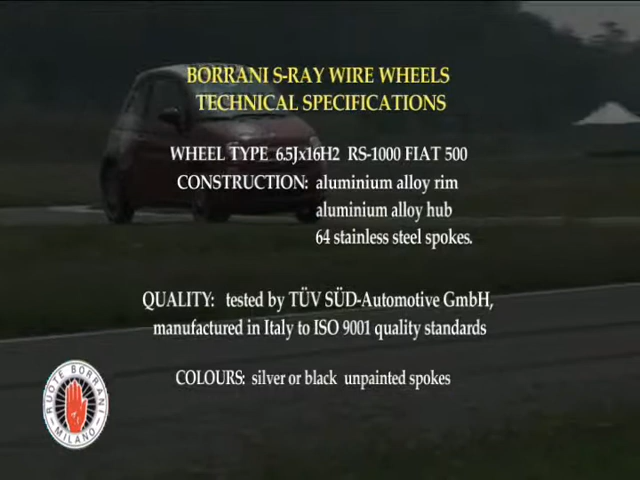 BORRANI S-RAY WIRE WHEELS
TECHNICAL SPECIFICATIONS
WHEEL TYPE 6.5Jx16H2 RS-1000 FIAT 500
CONSTRUCTION: aluminium alloy rim
aluminium alloy hub
64 stainless steel spokes.
QUALITY: tested by TÜV SÜD-Automotive GmbH,
manufactured in Italy to ISO 9001 quality standards
COLOURS: silver or black unpainted spokes
RUOTE BORRANI
MILANO